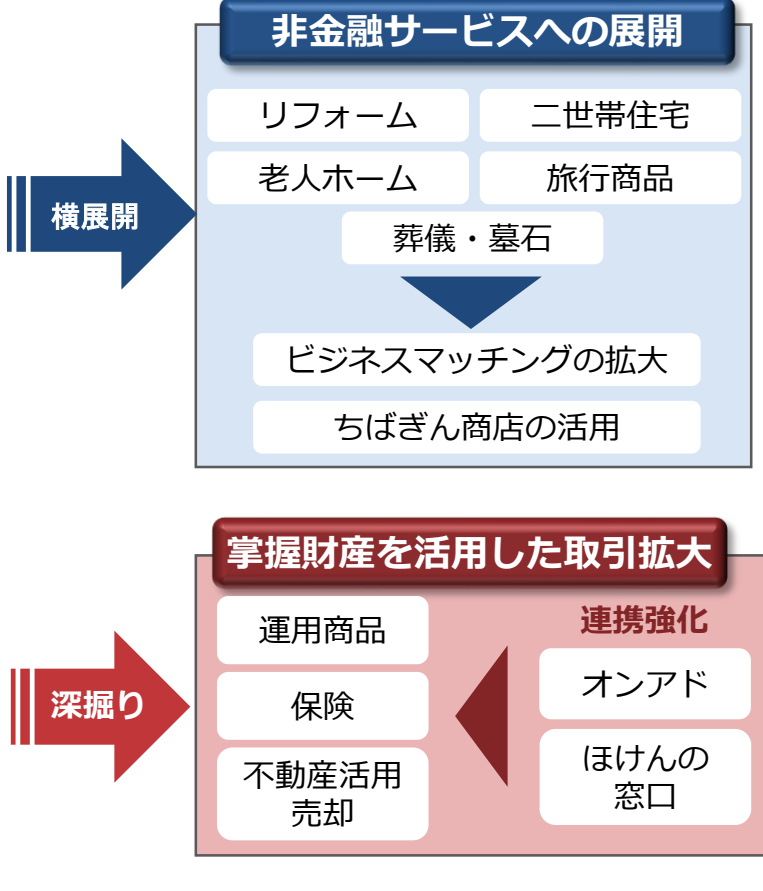 非金融サービスへの展開
リフォーム
二世帯住宅
老人ホーム
旅行商品
葬儀・墓石
横展開
ビジネスマッチングの拡大
ちばぎん商店の活用
掌握財産を活用した取引拡大
運用商品
保険
不動産活用
売却
連携強化
オンアド
ほけんの
窓口
深掘り